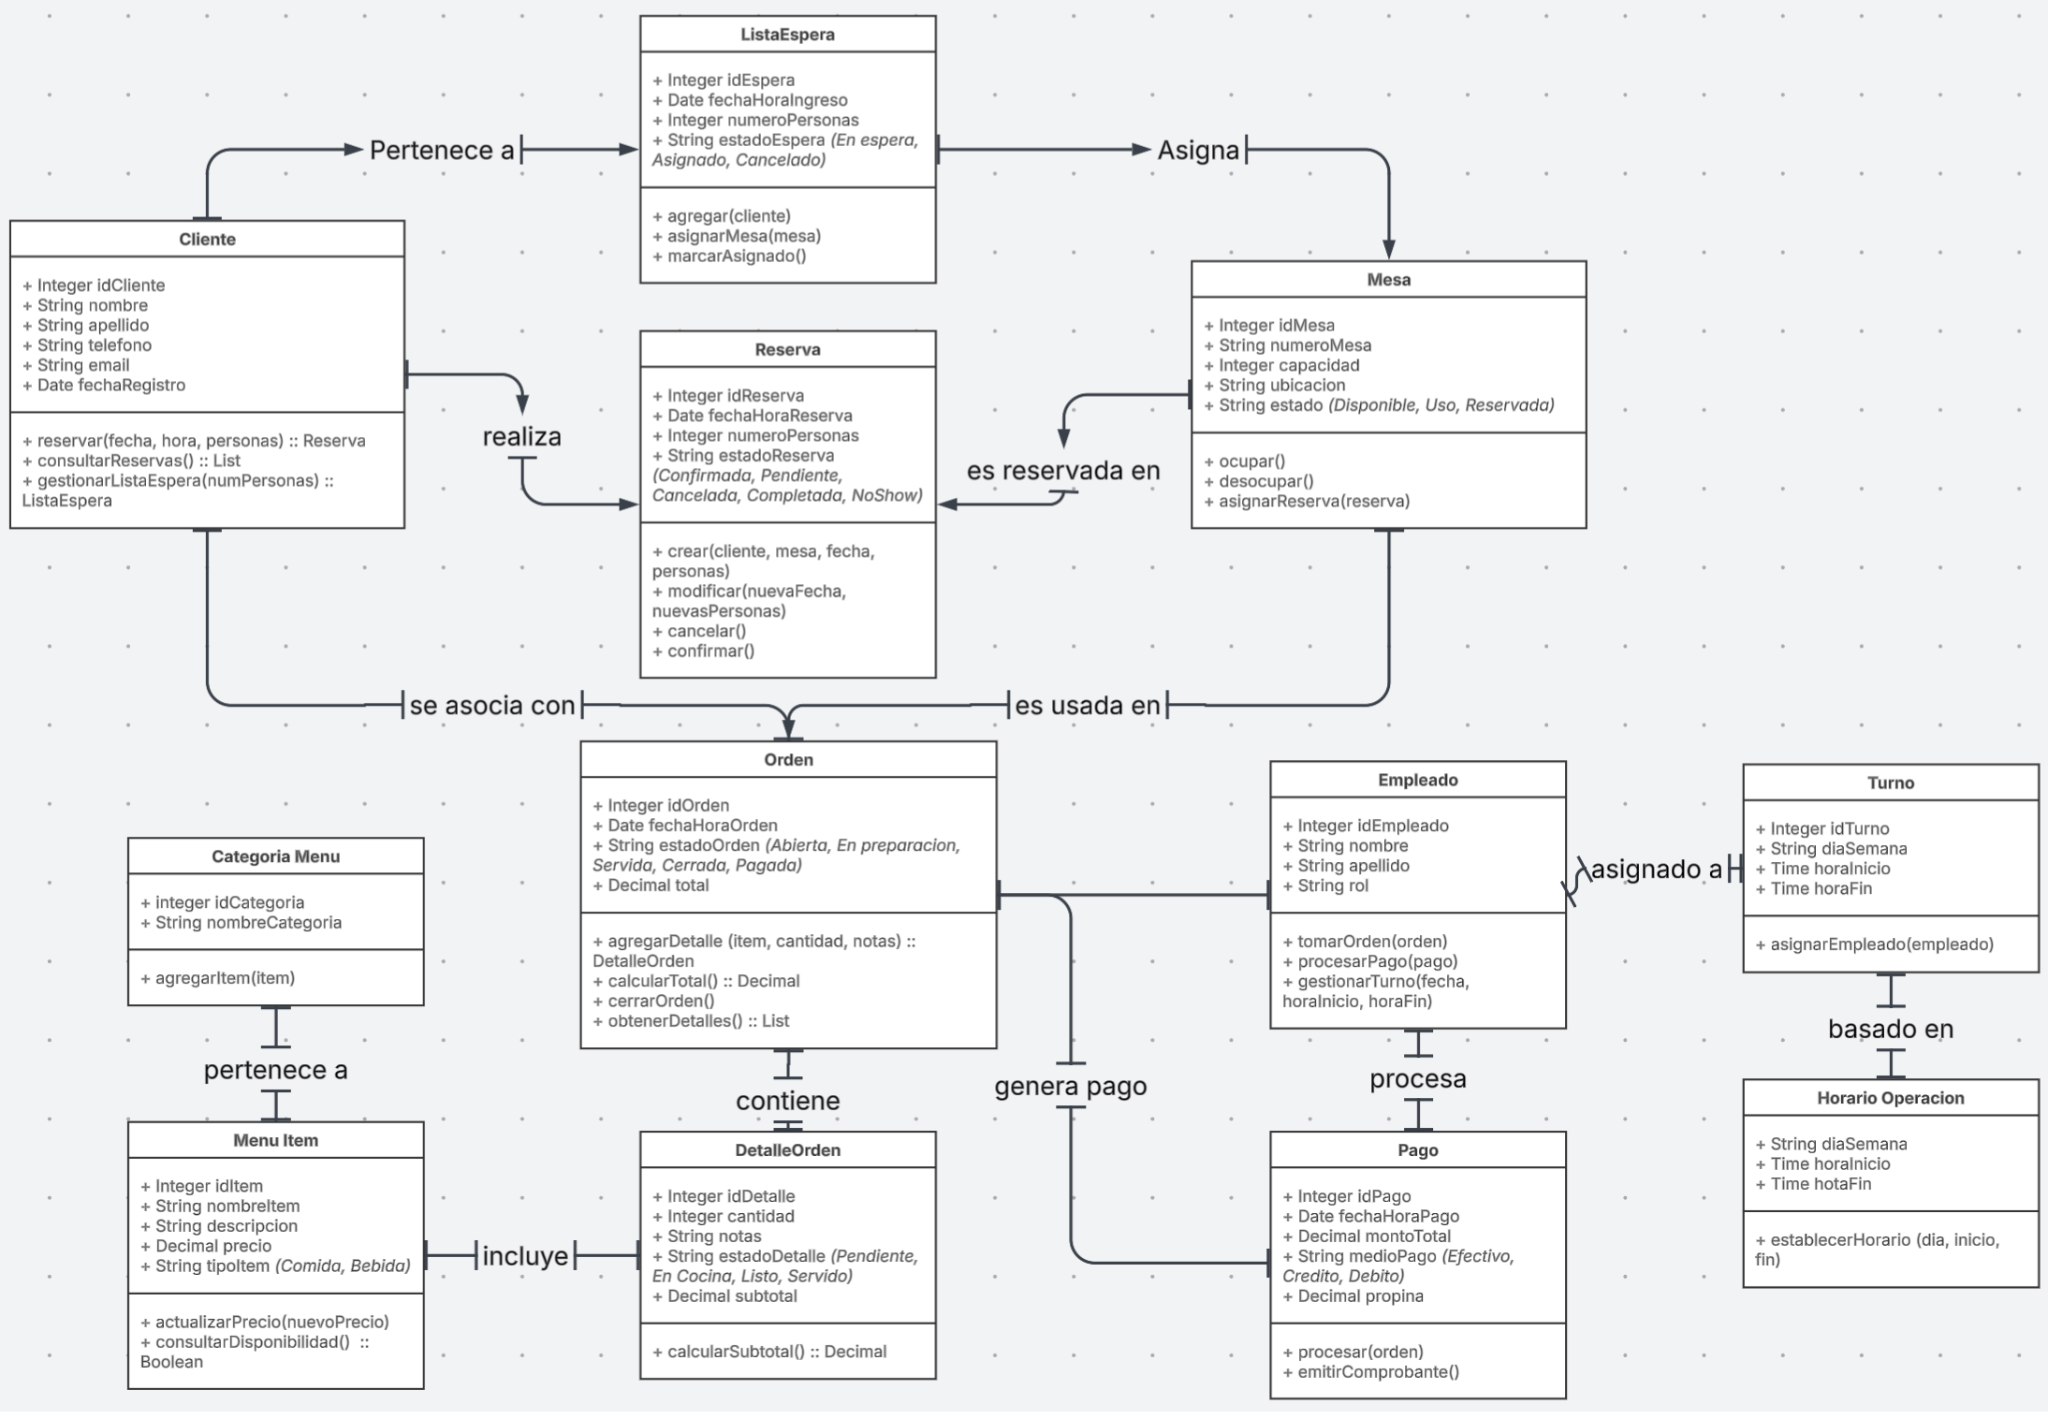 ListaEspera
+ Integer idEspera
+ Date fechaHoraIngreso
+ Integer numeroPersonas
+ String estadoEspera (En espera,
Asignado, Cancelado)
+ agregar(cliente)
+ asignarMesa(mesa)
+ marcarAsignado()
Pertenece a
Asigna
Cliente
+ Integer idCliente
+ String nombre
+ String apellido
+ String telefono
+ String email
+ Date fechaRegistro
+ reservar(fecha, hora, personas) :: Reserva
+ consultarReservas() :: List
+ gestionarListaEspera(numPersonas) ::
ListaEspera
realiza
Reserva
+ Integer idReserva
+ Date fechaHoraReserva
+ Integer numeroPersonas
+ String estadoReserva
(Confirmada, Pendiente,
Cancelada, Completada, NoShow)
+ crear(cliente, mesa, fecha,
personas)
+ modificar(nuevaFecha,
nuevasPersonas)
+ cancelar()
+ confirmar()
es reservada en
Mesa
+ Integer idMesa
+ String numeroMesa
+ Integer capacidad
+ String ubicacion
+ String estado (Disponible, Uso, Reservada)
+ ocupar()
+ desocupar()
+ asignarReserva(reserva)
se asocia con
es usada en
Orden
+ Integer idOrden
+ Date fechaHoraOrden
+ String estadoOrden (Abierta, En preparacion,
Servida, Cerrada, Pagada)
+ Decimal total
+ agregarDetalle (item, cantidad, notas) ::
DetalleOrden
+ calcularTotal() :: Decimal
+ cerrarOrden()
+ obtenerDetalles() :: List
Empleado
+ Integer idEmpleado
+ String nombre
+ String apellido
+ String rol
+ tomarOrden(orden)
+ procesarPago(pago)
+ gestionarTurno(fecha,
horaInicio, horaFin)
asignado a
Turno
+ Integer idTurno
+ String diaSemana
+ Time horaInicio
+ Time horaFin
+ asignarEmpleado(empleado)
Categoria Menu
+ integer idCategoria
+ String nombreCategoria
+ agregarItem(item)
pertenece a
contiene
genera pago
procesa
basado en
Menu Item
+ Integer idItem
+ String nombreItem
+ String descripcion
+ Decimal precio
+ String tipoItem (Comida, Bebida)
+ actualizarPrecio(nuevoPrecio)
+ consultarDisponibilidad() ::
Boolean
incluye
DetalleOrden
+ Integer idDetalle
+ Integer cantidad
+ String notas
+ String estadoDetalle (Pendiente,
En Cocina, Listo, Servido)
+ Decimal subtotal
+ calcularSubtotal() :: Decimal
Pago
+ Integer idPago
+ Date fechaHoraPago
+ Decimal montoTotal
+ String medioPago (Efectivo,
Credito, Debito)
+ Decimal propina
+ procesar(orden)
+ emitirComprobante()
Horario Operacion
+ String diaSemana
+ Time horaInicio
+ Time hotaFin
+ establecerHorario (dia, inicio,
fin)